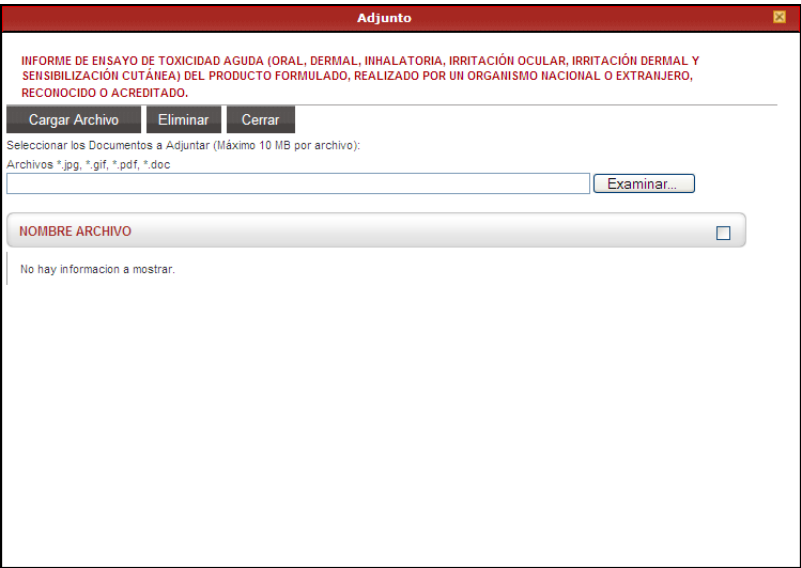 Adjunto
INFORME DE ENSAYO DE TOXICIDAD AGUDA (ORAL, DERMAL, INHALATORIA, IRRITACIÓN OCULAR, IRRITACIÓN DERMAL Y
SENSIBILIZACIÓN CUTÁNEA) DEL PRODUCTO FORMULADO, REALIZADO POR UN ORGANISMO NACIONAL O EXTRANJERO,
RECONOCIDO O ACREDITADO.
Cargar Archivo Eliminar Cerrar
Seleccionar los Documentos a Adjuntar (Máximo 10 MB por archivo):
Archivos *.jpg, *.gif, *.pdf, *.doc
Examinar...
NOMBRE ARCHIVO
No hay informacion a mostrar.